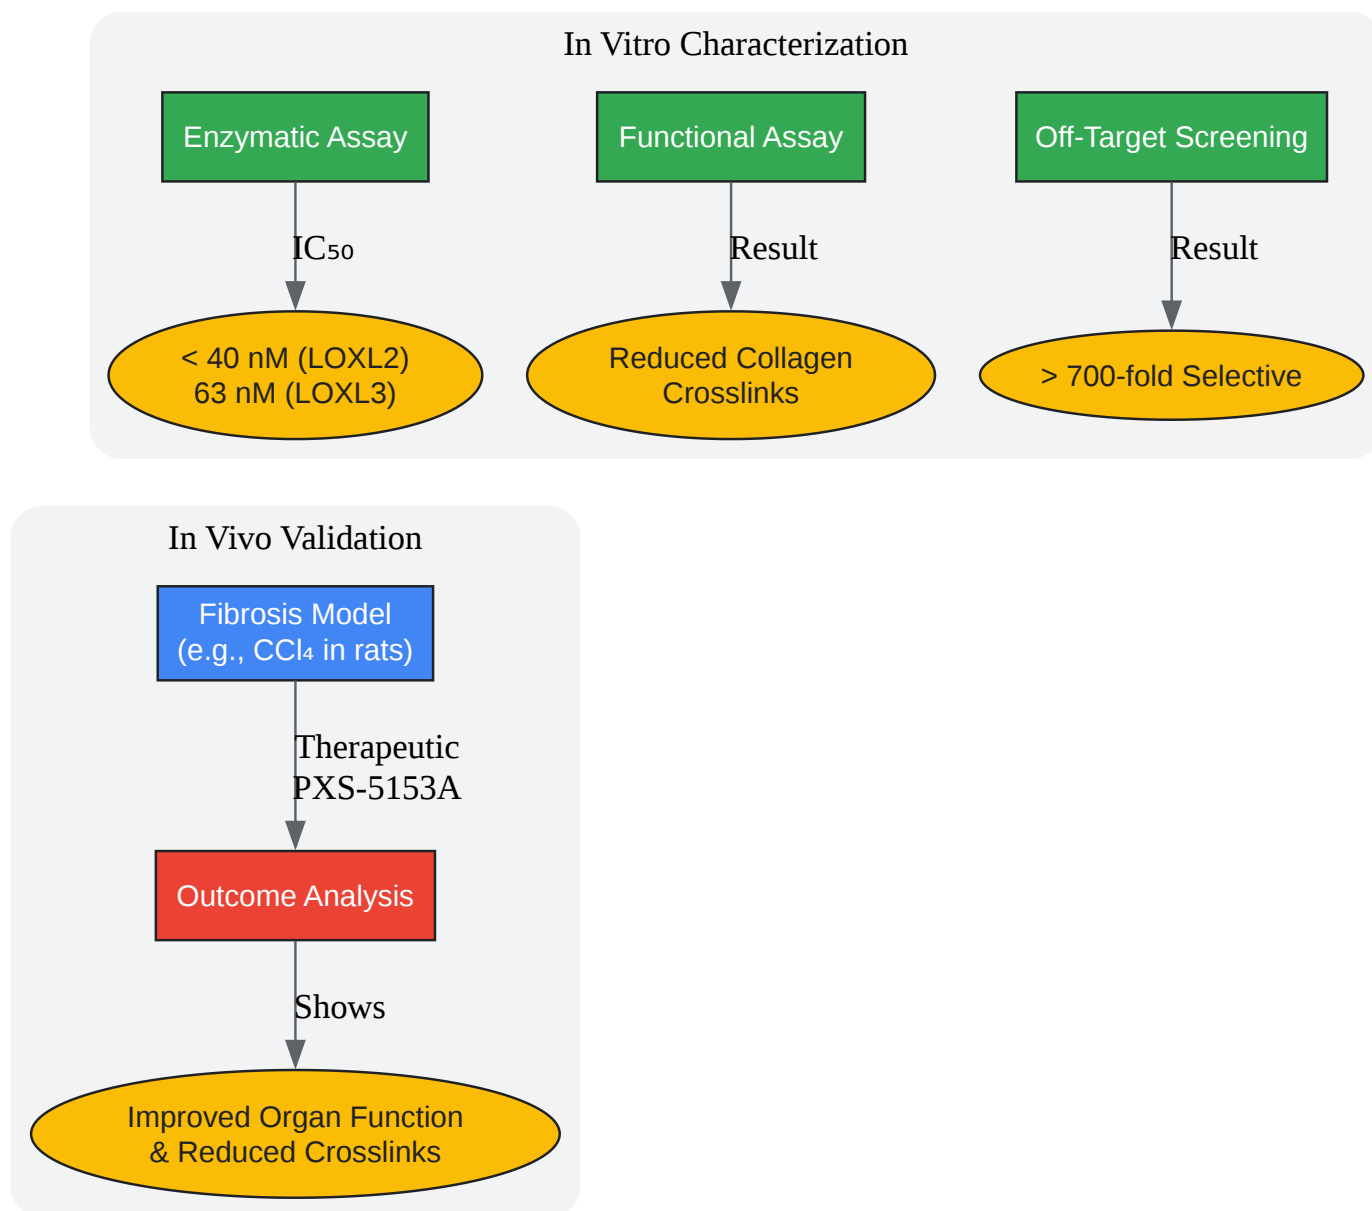 In Vitro Characterization
Enzymatic Assay
Functional Assay
Off-Target Screening
IC₅₀
Result
Result
< 40 nM (LOXL2)
63 nM (LOXL3)
Reduced Collagen
Crosslinks
> 700-fold Selective
In Vivo Validation
Fibrosis Model
(e.g., CCl₄ in rats)
Therapeutic
PXS-5153A
Outcome Analysis
Shows
Improved Organ Function
& Reduced Crosslinks